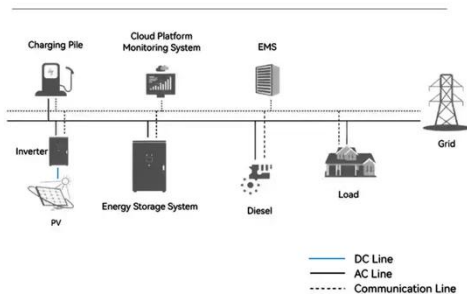 Charging Pile
Cloud Platform
Monitoring System
EMS
Grid
Inverter
PV
Energy Storage System
Diesel
Load
DC Line
AC Line
Communication Line